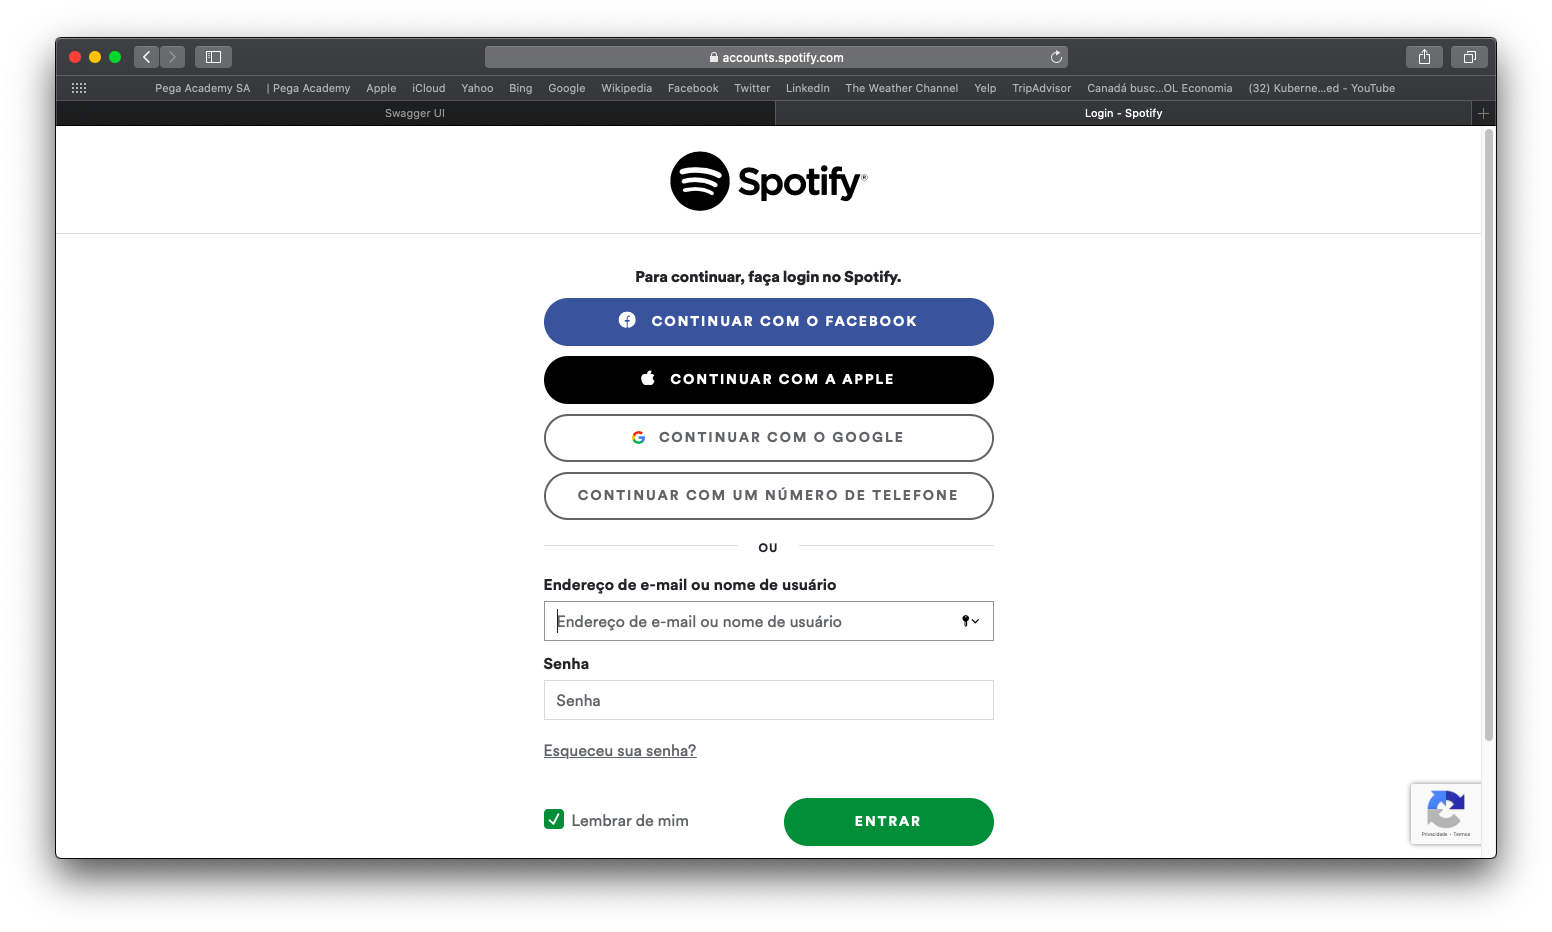 accounts.spotify.com
Pega Academy SA | Pega Academy Apple iCloud Yahoo Bing Google Wikipedia Facebook Twitter LinkedIn The Weather Channel Yelp TripAdvisor Canadá busc...OL Economia (32) Kuberne...ed - YouTube
Swagger UI Login - Spotify
Spotify®
Para continuar, faça login no Spotify.
CONTINUAR COM O FACEBOOK
CONTINUAR COM A APPLE
CONTINUAR COM O GOOGLE
CONTINUAR COM UM NÚMERO DE TELEFONE
OU
Endereço de e-mail ou nome de usuário
Endereço de e-mail ou nome de usuário
Senha
Senha
Esqueceu sua senha?
Lembrar de mim ENTRAR
Privacidade - Termos